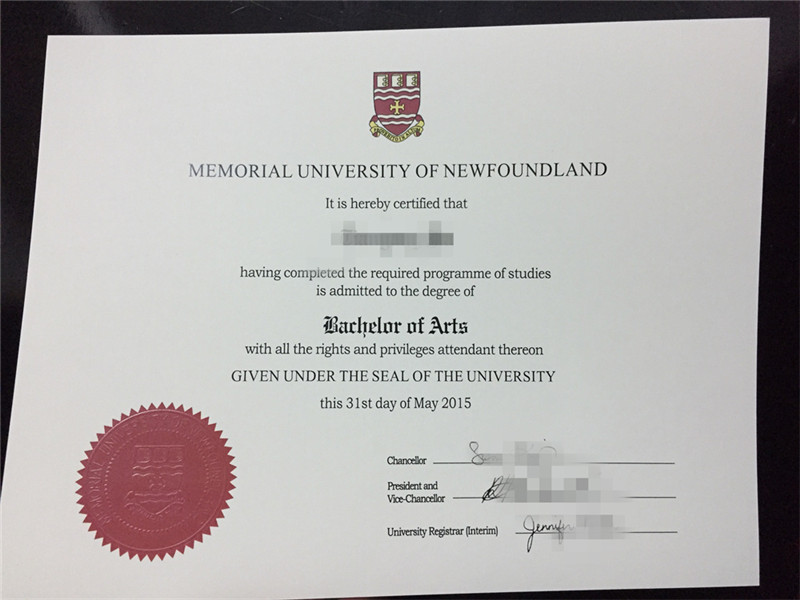 MEMORIAL UNIVERSITY OF NEWFOUNDLAND
It is hereby certified that
having completed the required programme of studies
is admitted to the degree of
Bachelor of Arts
with all the rights and privileges attendant thereon
GIVEN UNDER THE SEAL OF THE UNIVERSITY
this 31st day of May 2015
Chancellor
President and
Vice-Chancellor
University Registrar (Interim) Jennifer